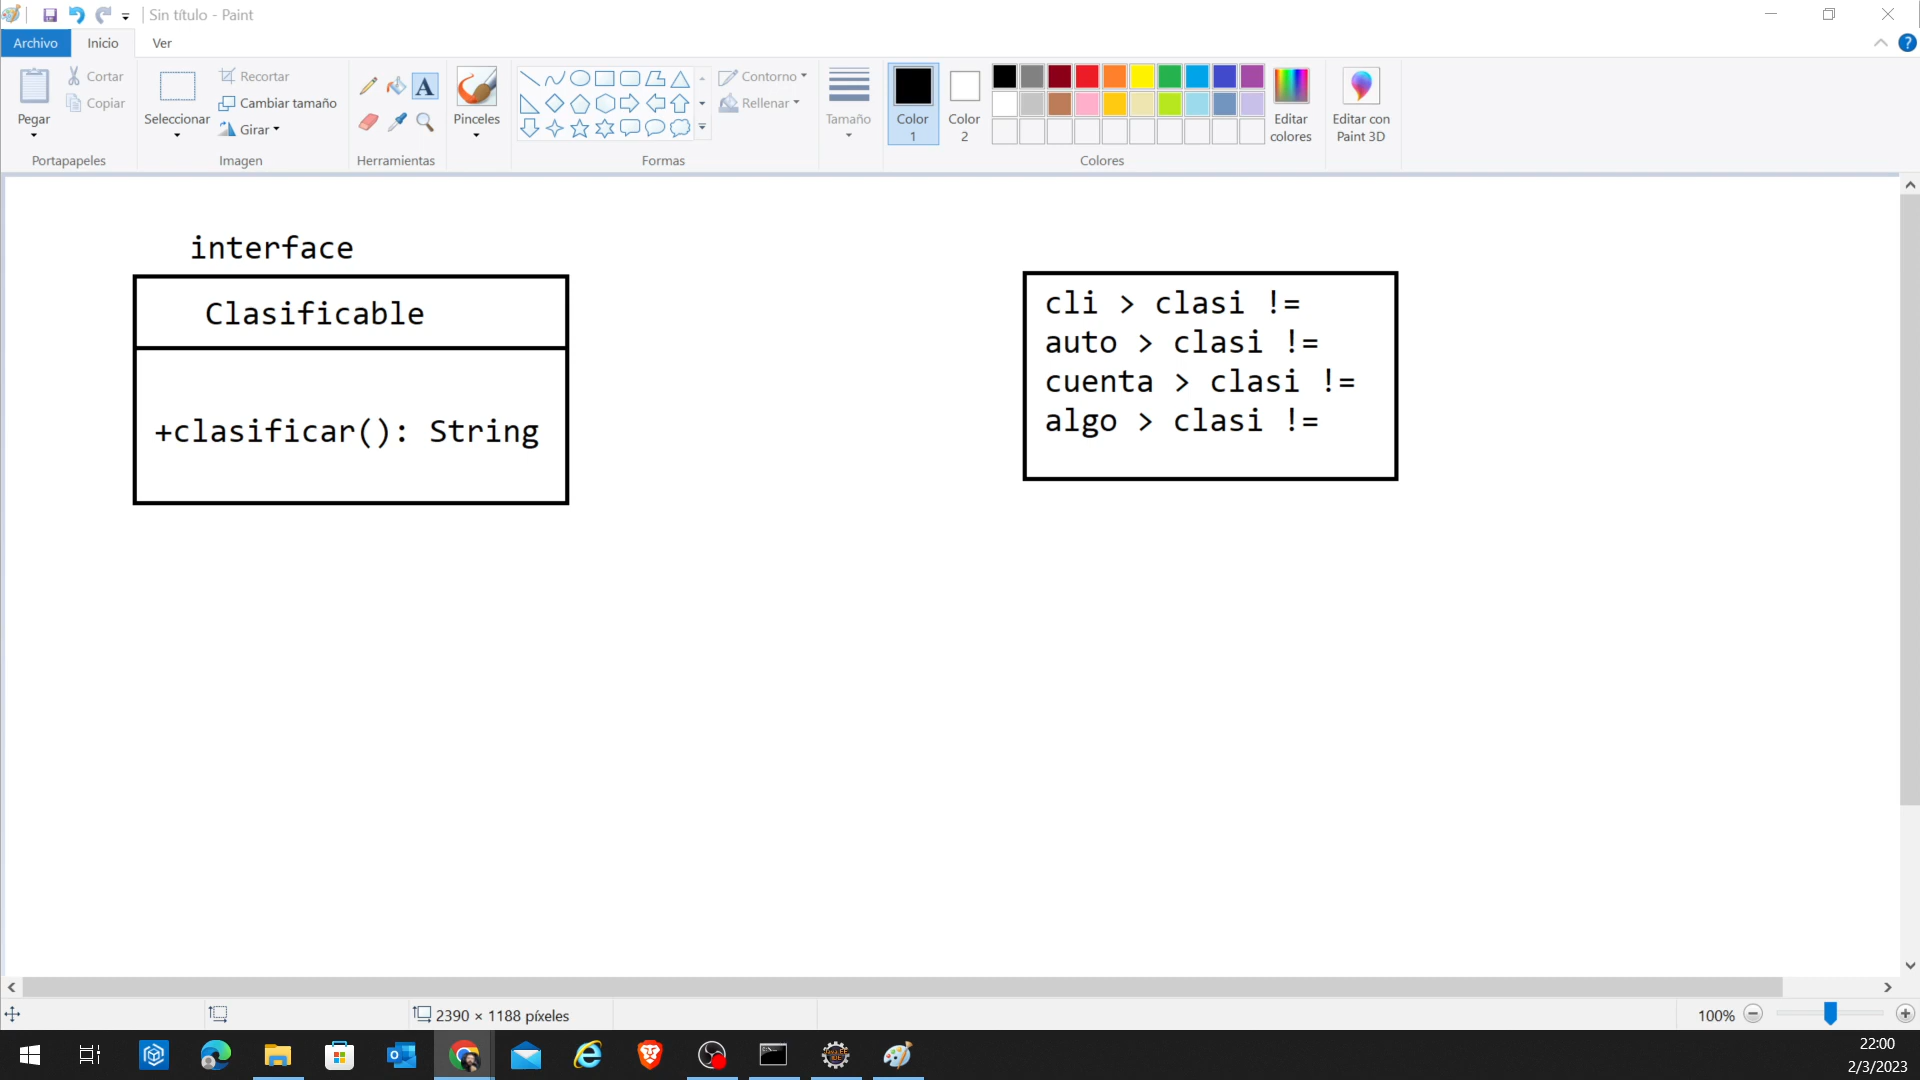 Sin título - Paint
Archivo
Inicio
Ver
Pegar
Cortar
Copiar
Portapapeles
Seleccionar
Recortar
Cambiar tamaño
Girar
Imagen
A
Herramientas
Pinceles
Formas
Contorno
Rellenar
Tamaño
Color 1
Color 2
Colores
Editar colores
Editar con Paint 3D
interface
Clasificable
+clasificar(): String
cli > clasi !=
auto > clasi !=
cuenta > clasi !=
algo > clasi !=
2390 × 1188 píxeles
100%
22:00
2/3/2023